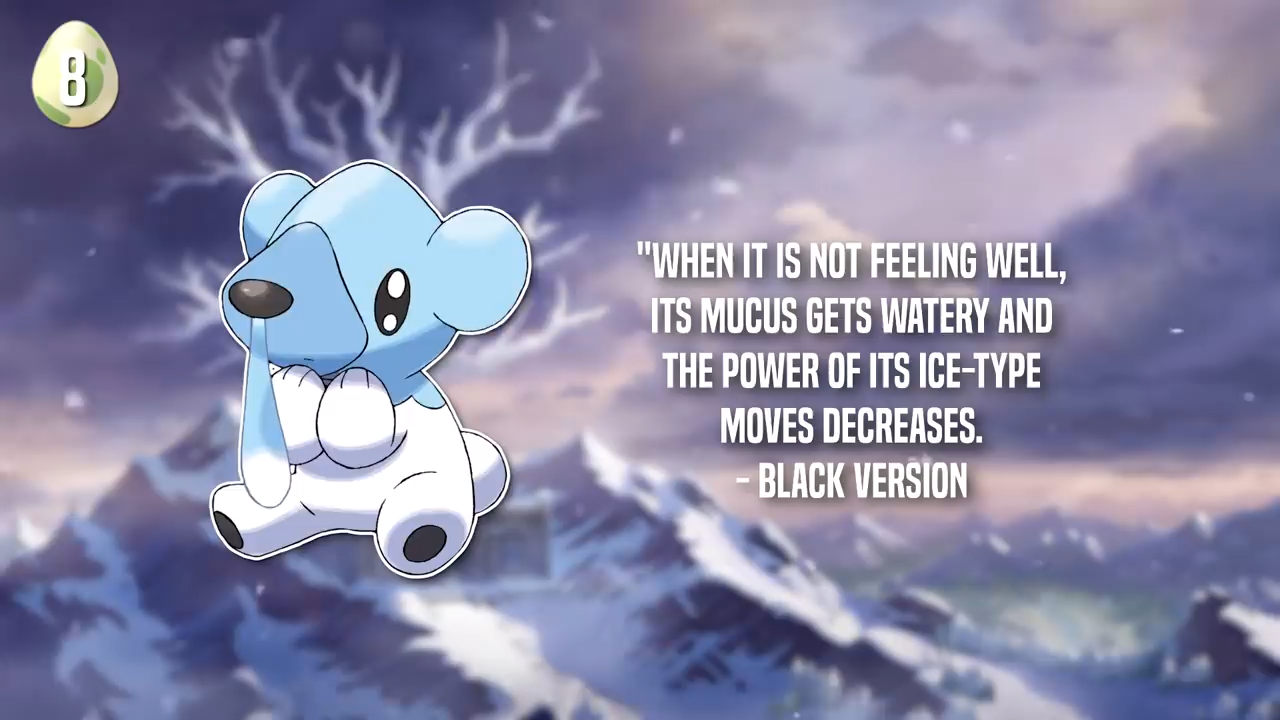 8
"WHEN IT IS NOT FEELING WELL,
ITS MUCUS GETS WATERY AND
THE POWER OF ITS ICE-TYPE
MOVES DECREASES.
- BLACK VERSION